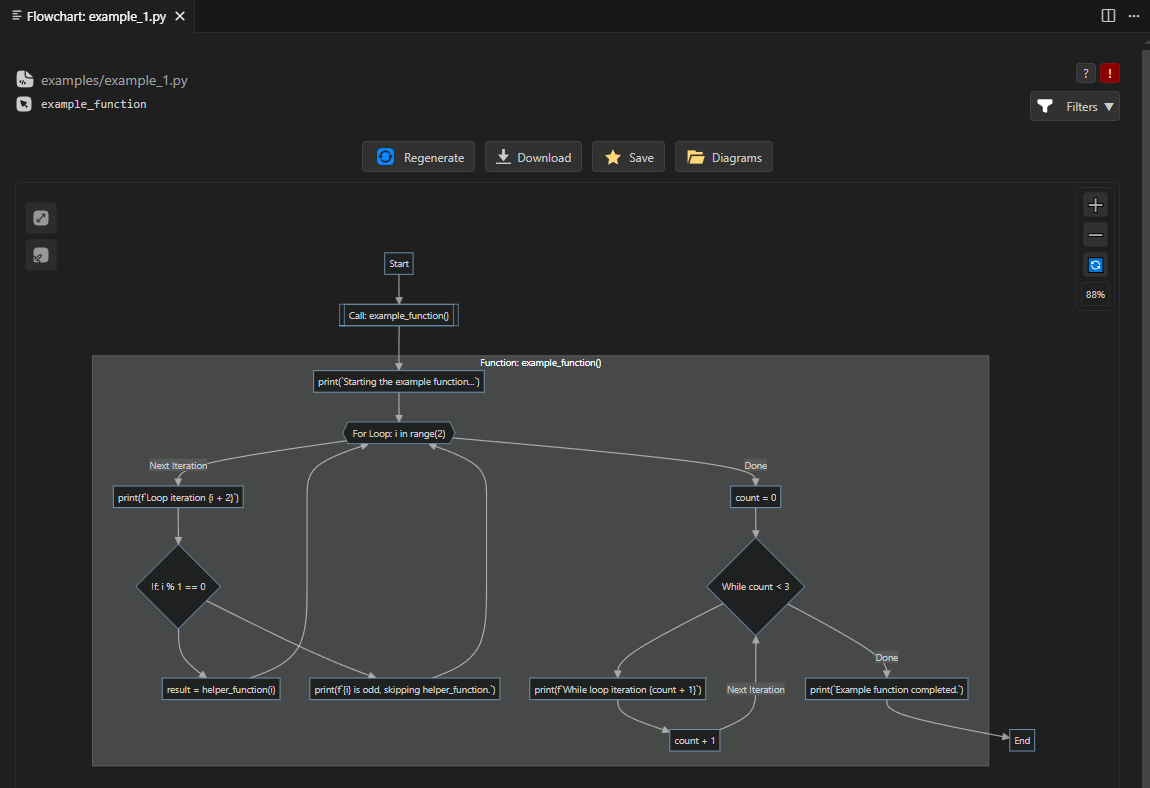 Flowchart: example_1.py
examples/example_1.py
? !
example_function
Filters
Regenerate Download Save Diagrams
88%
Start
Call: example_function()
Function: example_function()
print(`Starting the example function...`)
For Loop: i in range(2)
Next Iteration
Done
print(f`Loop iteration {i + 2}`)
count = 0
If: i % 1 == 0
While count < 3
Done
result = helper_function(i)
print(f`{i} is odd, skipping helper_function.`)
print(f`While loop iteration {count + 1}`)
Next Iteration
print(`Example function completed.`)
count + 1
End